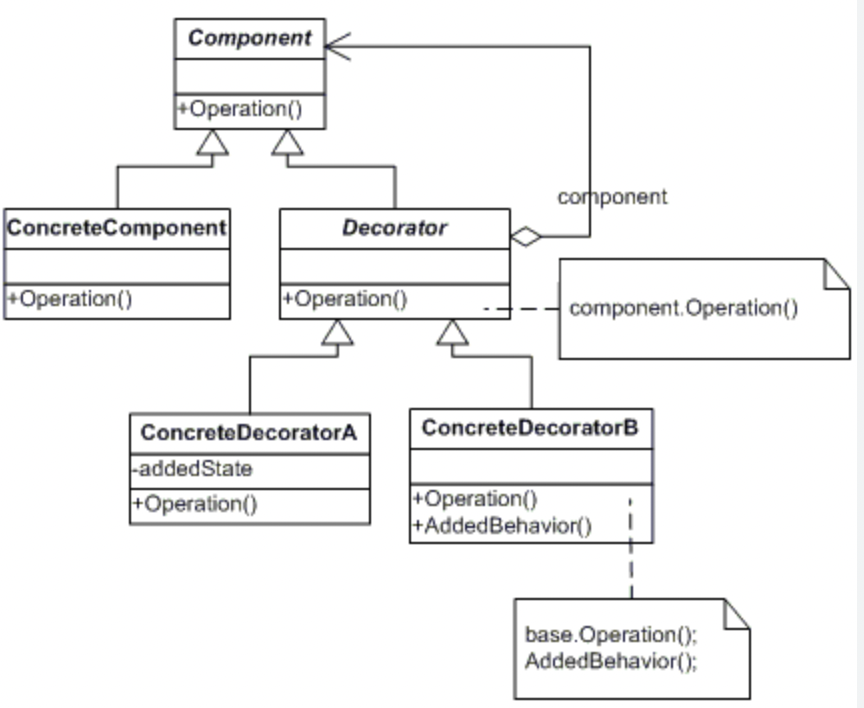 Component
+Operation()
component
ConcreteComponent
+Operation()
Decorator
+Operation()
component.Operation()
ConcreteDecoratorA
-addedState
+Operation()
ConcreteDecoratorB
+Operation()
+AddedBehavior()
base.Operation();
AddedBehavior();